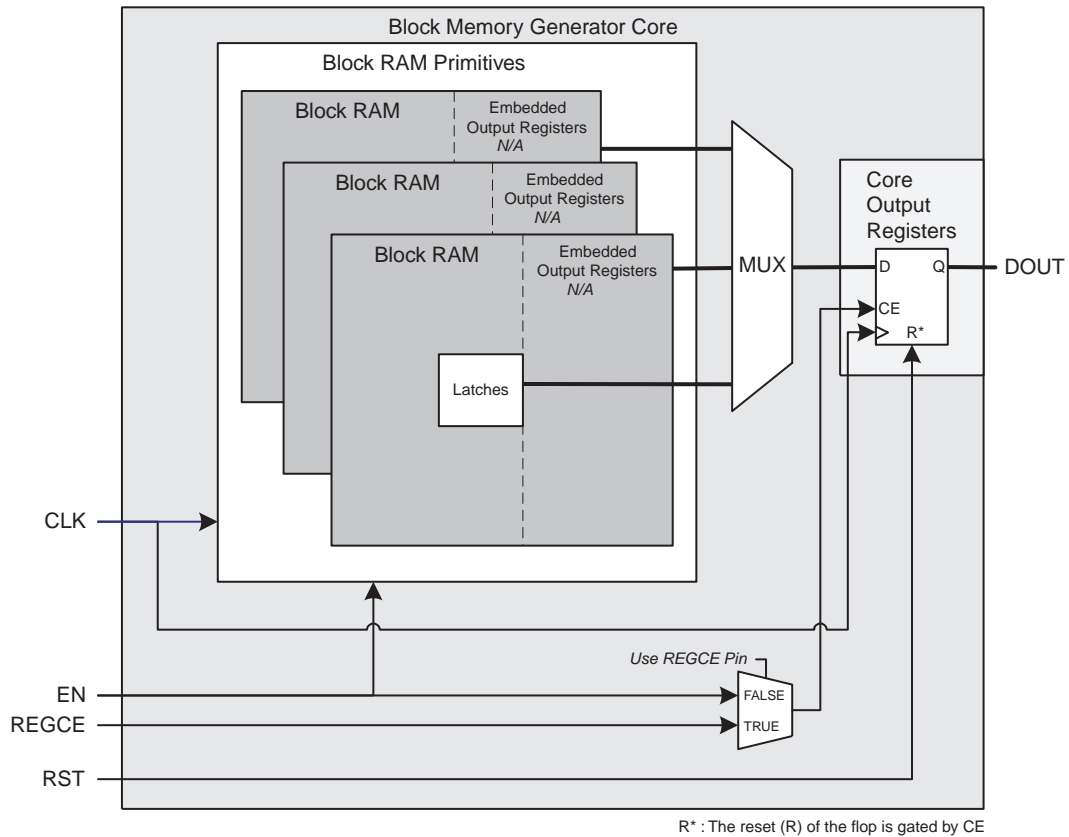 Block Memory Generator Core
Block RAM Primitives
Block RAM
Embedded
Output Registers
N/A
Block RAM
Embedded
Output Registers
N/A
Block RAM
Embedded
Output Registers
N/A
Latches
MUX
Core
Output
Registers
D
Q
CE
R*
DOUT
CLK
Use REGCE Pin
EN
FALSE
REGCE
TRUE
RST
R* : The reset (R) of the flop is gated by CE